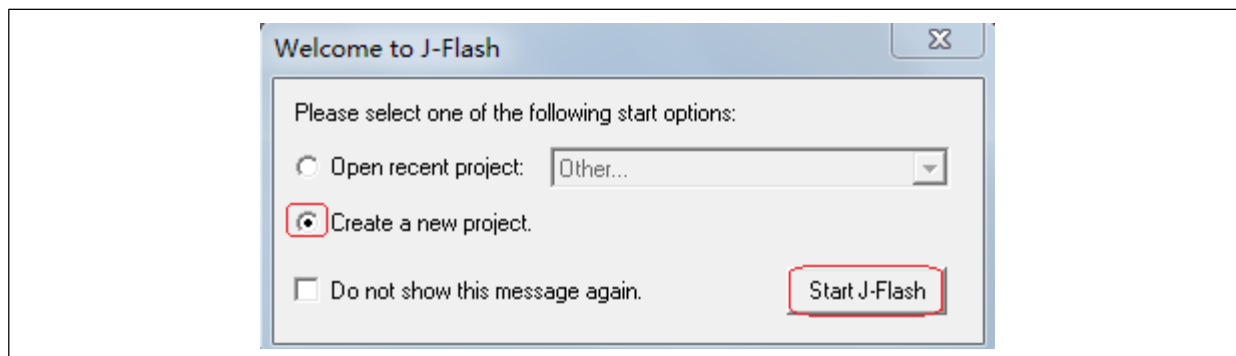 Welcome to J-Flash
Please select one of the following start options:
Open recent project: Other...
Create a new project.
Do not show this message again. Start J-Flash